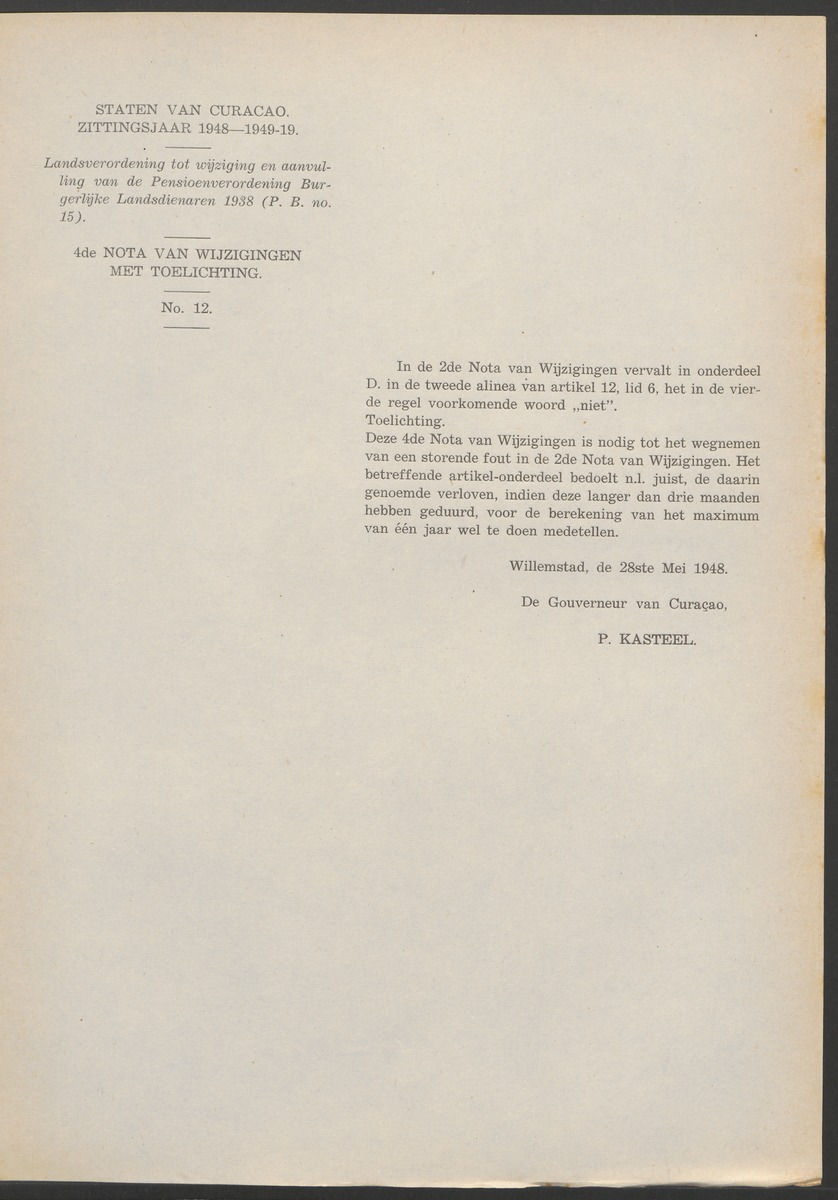 STATEN VAN CURACAO.
ZITTINGSJAAR 1948—1949-19.
Landsverordening tot wijziging en aanvul-
ling van de Pensioenverordening Bur-
gerlijke Landsdienaren 1938 (P. B. no.
15).
4de NOTA VAN WIJZIGINGEN
MET TOELICHTING.
No. 12.
In de 2de Nota van Wijzigingen vervalt in onderdeel
D. in de tweede alinea van artikel 12, lid 6, het in de vier-
de regel voorkomende woord „niet”.
Toelichting.
Deze 4de Nota van Wijzigingen is nodig tot het wegnemen
van een storende fout in de 2de Nota van Wijzigingen. Het
betreffende artikel-onderdeel bedoelt n.l. juist, de daarin
genoemde verloven, indien deze langer dan drie maanden
hebben geduurd, voor de berekening van het maximum
van één jaar wel te doen medetellen.
Willemstad, de 28ste Mei 1948.
De Gouverneur van Curaçao,
P. KASTEEL.